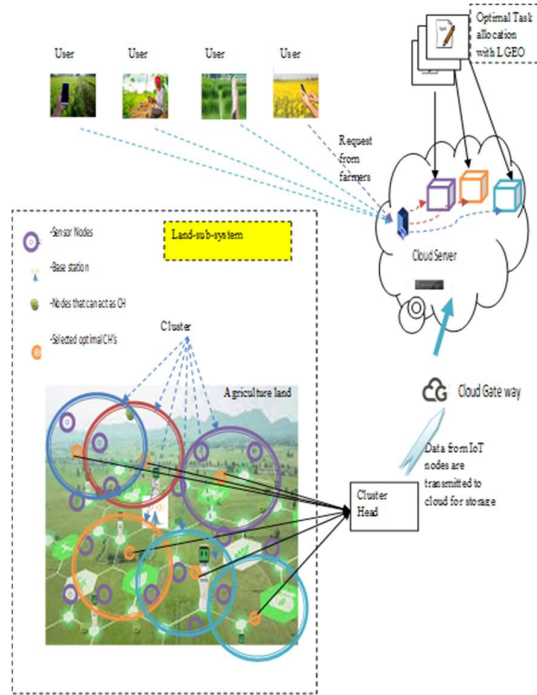 User
User
User
User
Optimal Task
allocation
with LGEO
Request
from
farmers
Cloud Server
-Sensor Nodes
-Base station
-Nodes that can act as CH
-Selected optimal CH's
Land-sub-system
Cluster
Agriculture land
CG
Cloud Gate way
Data from IoT
nodes are
transmitted to
cloud for storage
Cluster
Head